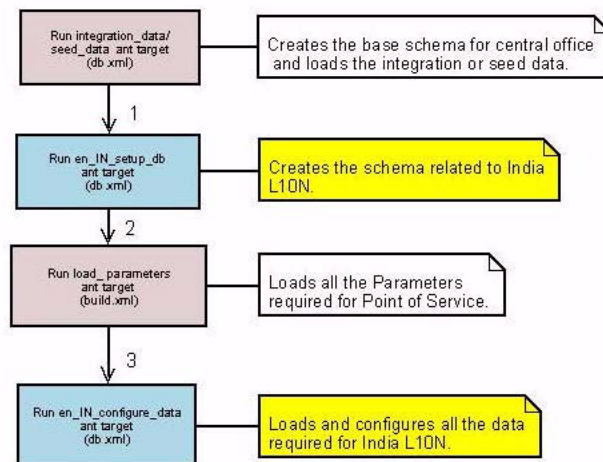 Run integration_data/
seed_data ant target
(db.xml)
Creates the base schema for central office
and loads the integration or seed data.
1
Run en_IN_setup_db
ant target
(db.xml)
Creates the schema related to India
L10N.
2
Run load_ parameters
ant target
(build.xml)
Loads all the Parameters
required for Point of Service.
3
Run en_IN_configure_data
ant target
(db.xml)
Loads and configures all the data
required for India L10N.